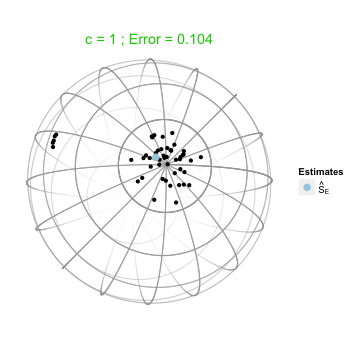 c = 1 ; Error = 0.104
Estimates
Ŝ_E